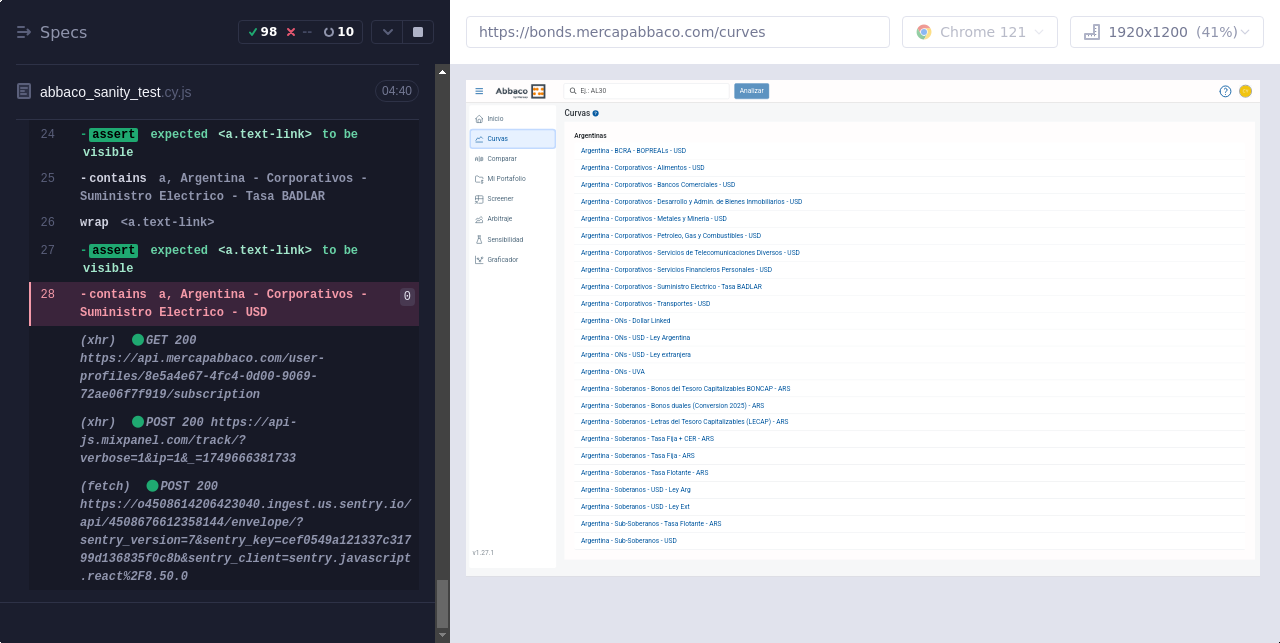 Specs
98
--
10
abbaco_sanity_test.cy.js
04:40
24 -assert expected <a.text-link> to be
visible
25 -contains a, Argentina - Corporativos -
Suministro Electrico - Tasa BADLAR
26 wrap <a.text-link>
27 -assert expected <a.text-link> to be
visible
28 -contains a, Argentina - Corporativos -
Suministro Electrico - USD
0
(xhr) GET 200
https://api.mercapabbaco.com/user-
profiles/8e5a4e67-4fc4-0d00-9069-
72ae06f7f919/subscription
(xhr) POST 200 https://api-
js.mixpanel.com/track/?
verbose=1&ip=1&_=1749666381733
(fetch) POST 200
https://o4508614206423040.ingest.us.sentry.io/
api/4508676612358144/envelope/?
sentry_version=7&sentry_key=cef0549a121337c317
99d136835f0c8b&sentry_client=sentry.javascript
.react%2F8.50.0
https://bonds.mercapabbaco.com/curves
Chrome 121
1920x1200 (41%)
Abbaco
Ej.: AL30
Analizar
?
Inicio
Curvas
Comparar
Mi Portafolio
Screener
Arbitraje
Sensibilidad
Graficador
v1.27.1
Curvas ?
Argentinas
Argentina - BCRA - BOPREALs - USD
Argentina - Corporativos - Alimentos - USD
Argentina - Corporativos - Bancos Comerciales - USD
Argentina - Corporativos - Desarrollo y Admin. de Bienes Inmobiliarios - USD
Argentina - Corporativos - Metales y Mineria - USD
Argentina - Corporativos - Petroleo, Gas y Combustibles - USD
Argentina - Corporativos - Servicios de Telecomunicaciones Diversos - USD
Argentina - Corporativos - Servicios Financieros Personales - USD
Argentina - Corporativos - Suministro Electrico - Tasa BADLAR
Argentina - Corporativos - Transportes - USD
Argentina - ONs - Dollar Linked
Argentina - ONs - USD - Ley Argentina
Argentina - ONs - USD - Ley extranjera
Argentina - ONs - UVA
Argentina - Soberanos - Bonos del Tesoro Capitalizables BONCAP - ARS
Argentina - Soberanos - Bonos duales (Conversion 2025) - ARS
Argentina - Soberanos - Letras del Tesoro Capitalizables (LECAP) - ARS
Argentina - Soberanos - Tasa Fija + CER - ARS
Argentina - Soberanos - Tasa Fija - ARS
Argentina - Soberanos - Tasa Flotante - ARS
Argentina - Soberanos - USD - Ley Arg
Argentina - Soberanos - USD - Ley Ext
Argentina - Sub-Soberanos - Tasa Flotante - ARS
Argentina - Sub-Soberanos - USD